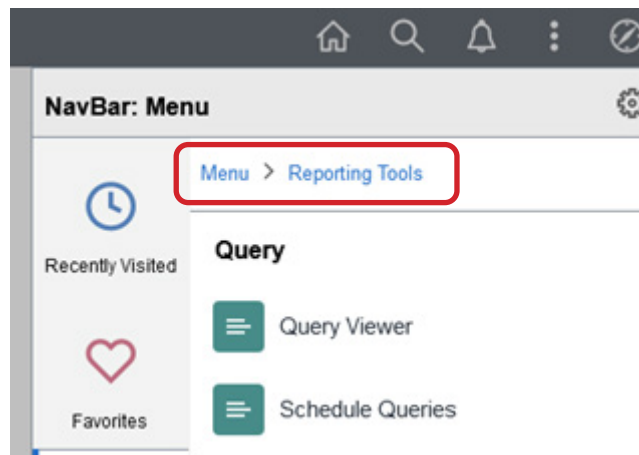 NavBar: Menu
Menu > Reporting Tools
Recently Visited
Query
Query Viewer
Favorites
Schedule Queries